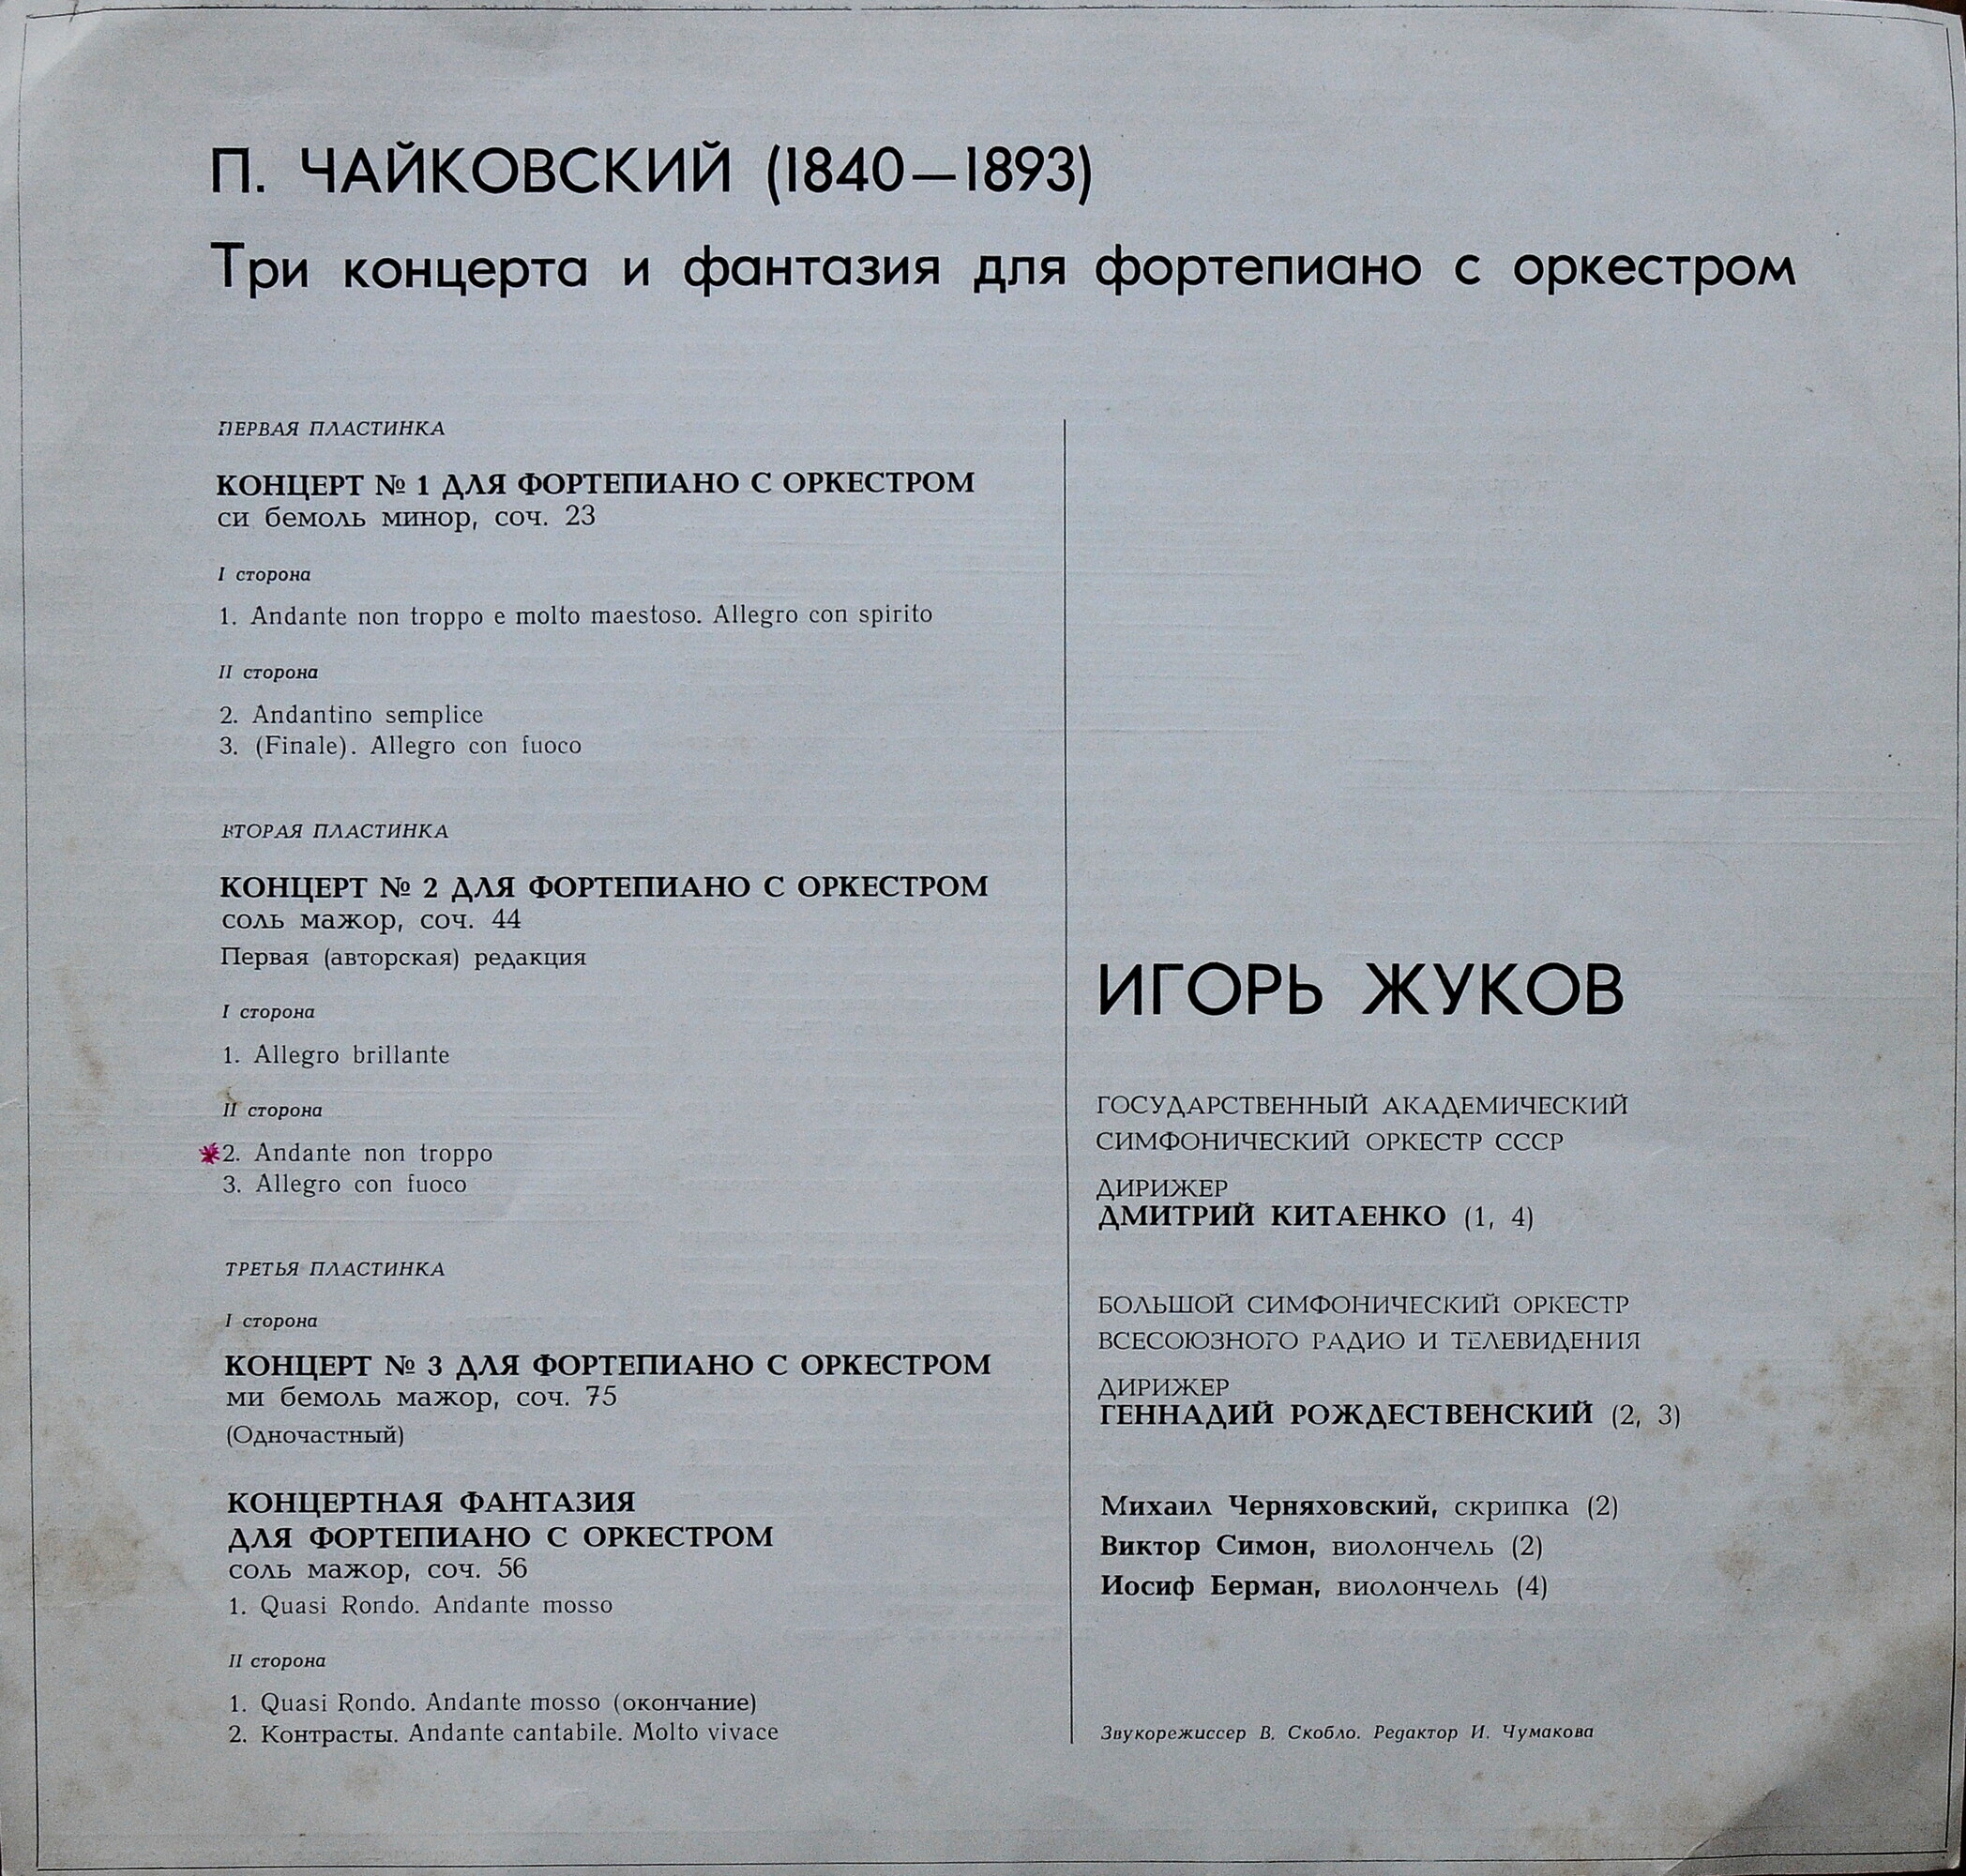 П. ЧАЙКОВСКИЙ (1840—1893)
Три концерта и фантазия для фортепиано с оркестром
ПЕРВАЯ ПЛАСТИНКА
КОНЦЕРТ № 1 ДЛЯ ФОРТЕПИАНО С ОРКЕСТРОМ
си бемоль минор, соч. 23
I сторона
1. Andante non troppo e molto maestoso. Allegro con spirito
II сторона
2. Andantino semplice
3. (Finale). Allegro con fuoco
ВТОРАЯ ПЛАСТИНКА
КОНЦЕРТ № 2 ДЛЯ ФОРТЕПИАНО С ОРКЕСТРОМ
соль мажор, соч. 44
Первая (авторская) редакция
I сторона
1. Allegro brillante
II сторона
2. Andante non troppo
3. Allegro con fuoco
ТРЕТЬЯ ПЛАСТИНКА
I сторона
КОНЦЕРТ № 3 ДЛЯ ФОРТЕПИАНО С ОРКЕСТРОМ
ми бемоль мажор, соч. 75
(Одночастный)
КОНЦЕРТНАЯ ФАНТАЗИЯ
ДЛЯ ФОРТЕПИАНО С ОРКЕСТРОМ
соль мажор, соч. 56
1. Quasi Rondo. Andante mosso
II сторона
1. Quasi Rondo. Andante mosso (окончание)
2. Контрасты. Andante cantabile. Molto vivace
ИГОРЬ ЖУКОВ
ГОСУДАРСТВЕННЫЙ АКАДЕМИЧЕСКИЙ
СИМФОНИЧЕСКИЙ ОРКЕСТР СССР
ДИРИЖЕР
ДМИТРИЙ КИТАЕНКО (1, 4)
БОЛЬШОЙ СИМФОНИЧЕСКИЙ ОРКЕСТР
ВСЕСОЮЗНОГО РАДИО И ТЕЛЕВИДЕНИЯ
ДИРИЖЕР
ГЕННАДИЙ РОЖДЕСТВЕНСКИЙ (2, 3)
Михаил Черняховский, скрипка (2)
Виктор Симон, виолончель (2)
Иосиф Берман, виолончель (4)
Звукорежиссер В. Скобло. Редактор И. Чумакова